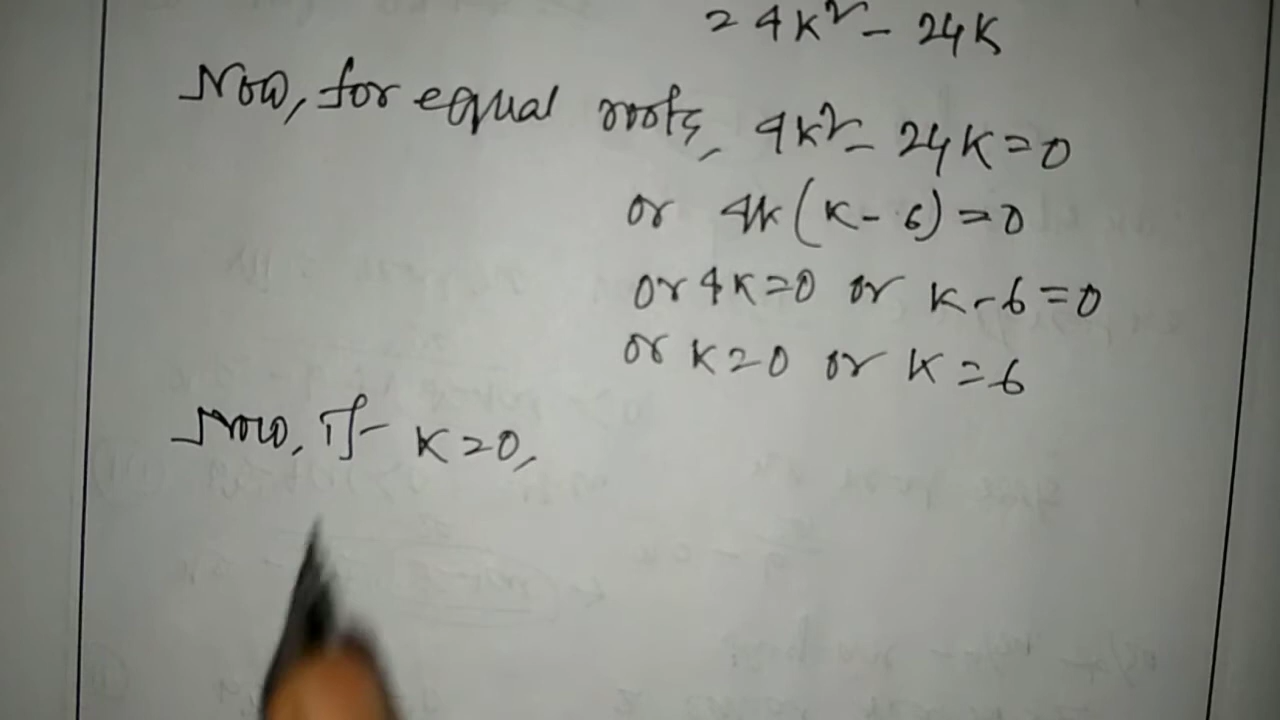 = 4k² - 24k
Now, for equal roots, 4k² - 24k = 0
or 4k(k - 6) = 0
or 4k = 0 or k - 6 = 0
or k = 0 or k = 6
Now, if k = 0,